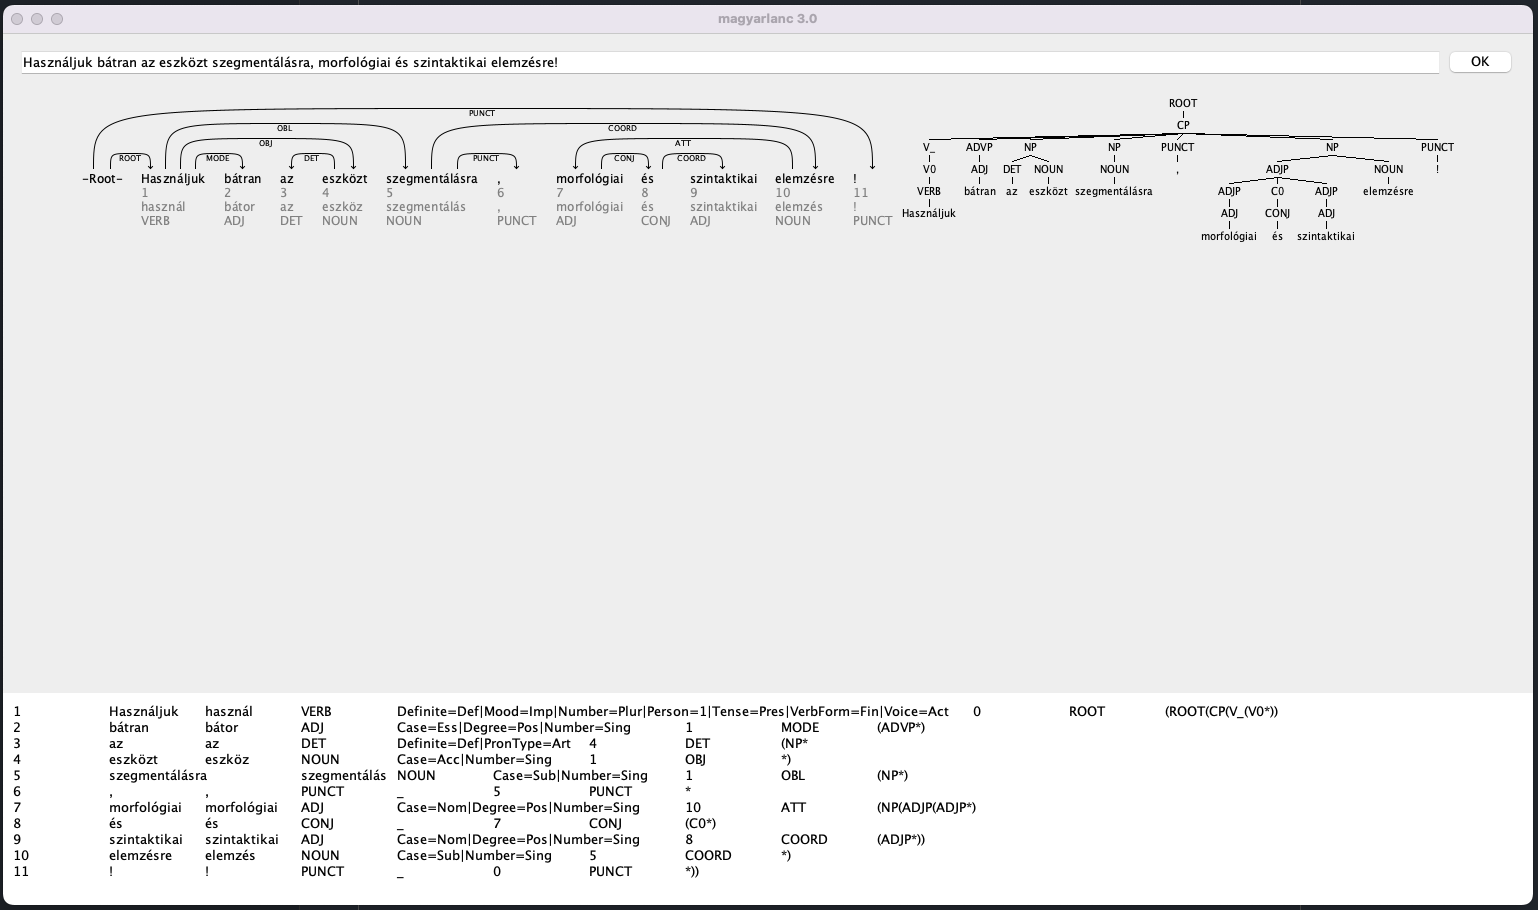 magyarlanc 3.0
Használjuk bátran az eszközt szegmentálásra, morfológiai és szintaktikai elemzésre! OK
PUNCT
OBL COORD
OBJ ATT
ROOT MODE DET PUNCT CONJ COORD
-Root- Használjuk bátran az eszközt szegmentálásra , morfológiai és szintaktikai elemzésre !
1 2 3 4 5 6 7 8 9 10 11
használ bátor az eszköz szegmentálás , morfológiai és szintaktikai elemzés !
VERB ADJ DET NOUN NOUN PUNCT ADJ CONJ ADJ NOUN PUNCT
ROOT
CP
V_ ADVP NP NP PUNCT NP PUNCT
V0 ADJ DET NOUN NOUN , ADJP NOUN !
VERB bátran az eszközt szegmentálásra ADJP C0 ADJP elemzésre
Használjuk ADJ CONJ ADJ
morfológiai és szintaktikai
1 Használjuk használ VERB Definite=Def|Mood=Imp|Number=Plur|Person=1|Tense=Pres|VerbForm=Fin|Voice=Act 0 ROOT (ROOT(CP(V_(V0*))
2 bátran bátor ADJ Case=Ess|Degree=Pos|Number=Sing 1 MODE (ADVP*)
3 az az DET Definite=Def|PronType=Art 4 DET (NP*
4 eszközt eszköz NOUN Case=Acc|Number=Sing 1 OBJ *)
5 szegmentálásra szegmentálás NOUN Case=Sub|Number=Sing 1 OBL (NP*)
6 , , PUNCT _ 5 PUNCT *
7 morfológiai morfológiai ADJ Case=Nom|Degree=Pos|Number=Sing 10 ATT (NP(ADJP(ADJP*)
8 és és CONJ _ 7 CONJ (C0*)
9 szintaktikai szintaktikai ADJ Case=Nom|Degree=Pos|Number=Sing 8 COORD (ADJP*))
10 elemzésre elemzés NOUN Case=Sub|Number=Sing 5 COORD *)
11 ! ! PUNCT _ 0 PUNCT *))